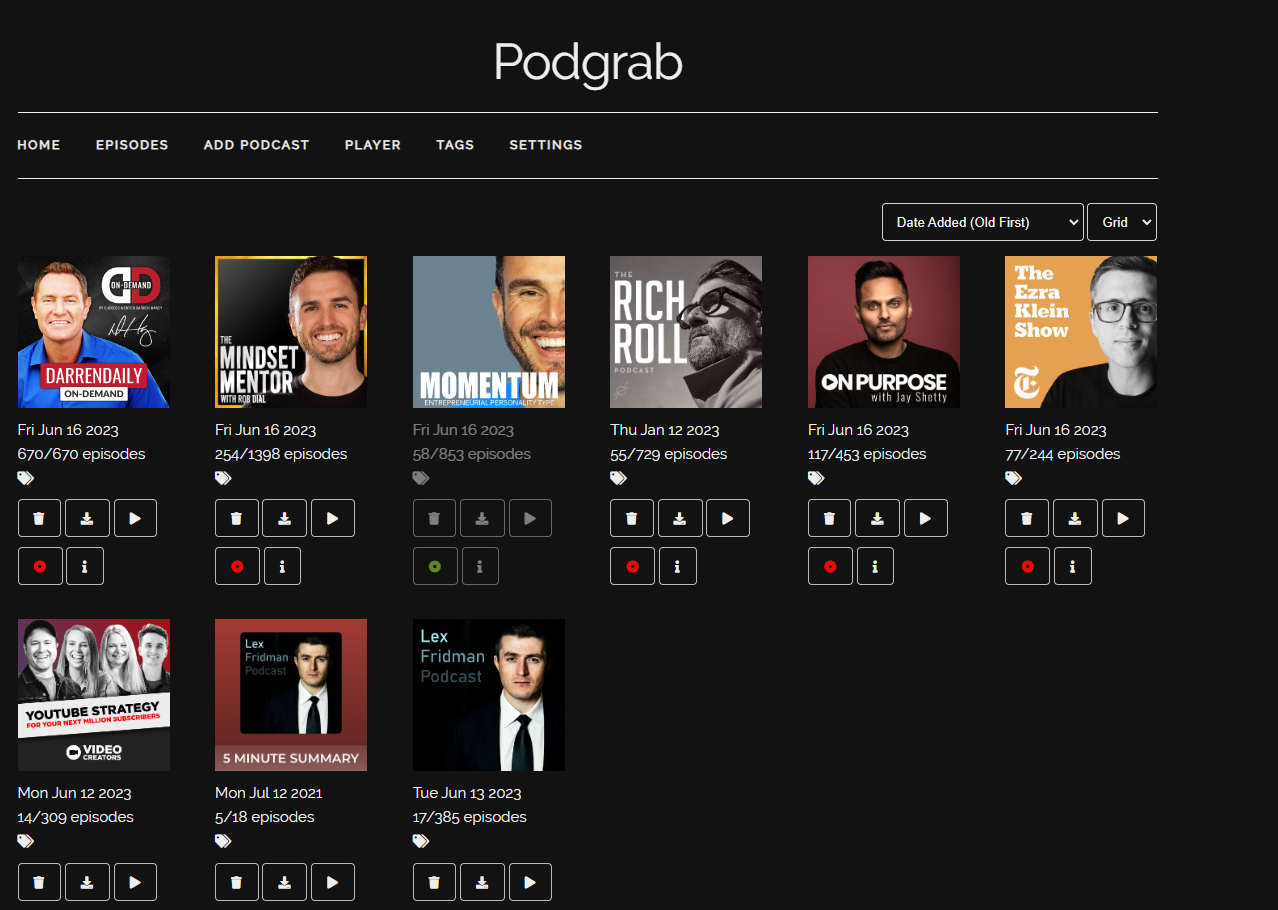 Podgrab
HOME EPISODES ADD PODCAST PLAYER TAGS SETTINGS
Date Added (Old First) Grid
ON-DEMAND
DARRENDAILY
ON-DEMAND
Fri Jun 16 2023
670/670 episodes
THE
MINDSET
MENTOR
WITH ROB DIAL
Fri Jun 16 2023
254/1398 episodes
MOMENTUM
ENTREPRENEURIAL PERSONALITY TYPE
Fri Jun 16 2023
58/853 episodes
THE
RICH
ROLL
PODCAST
Thu Jan 12 2023
55/729 episodes
ON PURPOSE
with Jay Shetty
Fri Jun 16 2023
117/453 episodes
The
Ezra
Klein
Show
Fri Jun 16 2023
77/244 episodes
YOUTUBE STRATEGY
FOR YOUR NEXT MILLION SUBSCRIBERS
VIDEO
CREATORS
Mon Jun 12 2023
14/309 episodes
Lex
Fridman
Podcast
5 MINUTE SUMMARY
Mon Jul 12 2021
5/18 episodes
Lex
Fridman
Podcast
Tue Jun 13 2023
17/385 episodes